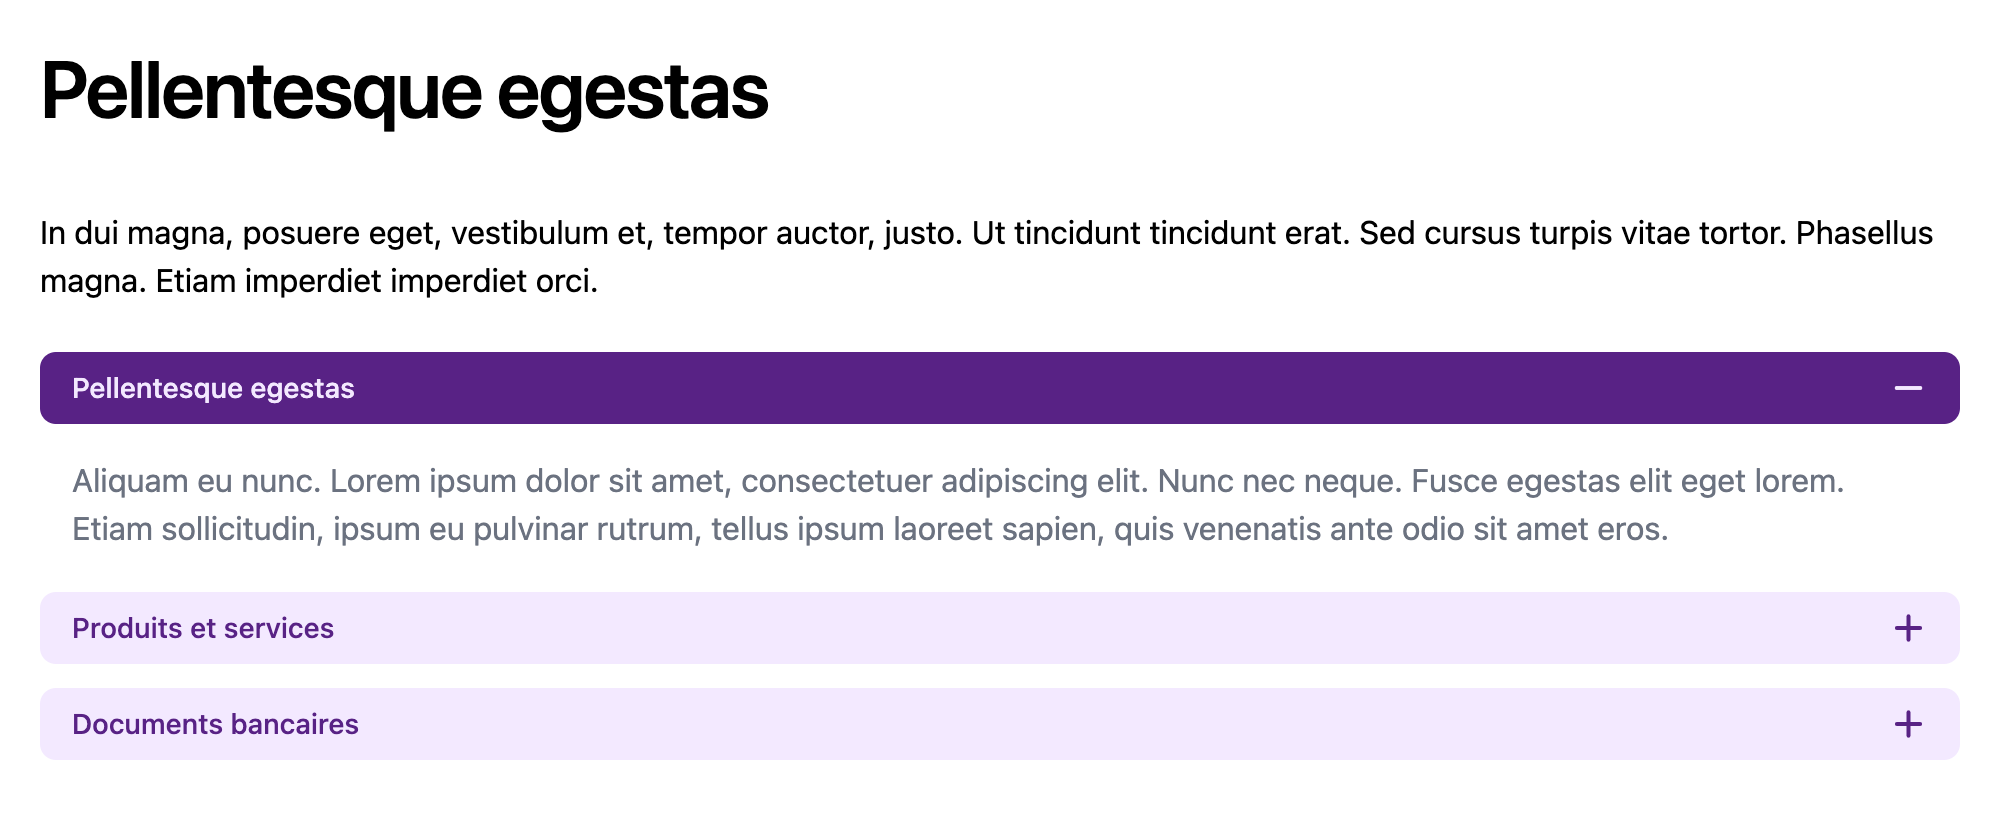 Pellentesque egestas
In dui magna, posuere eget, vestibulum et, tempor auctor, justo. Ut tincidunt tincidunt erat. Sed cursus turpis vitae tortor. Phasellus
magna. Etiam imperdiet imperdiet orci.
Pellentesque egestas
Aliquam eu nunc. Lorem ipsum dolor sit amet, consectetuer adipiscing elit. Nunc nec neque. Fusce egestas elit eget lorem.
Etiam sollicitudin, ipsum eu pulvinar rutrum, tellus ipsum laoreet sapien, quis venenatis ante odio sit amet eros.
Produits et services
Documents bancaires